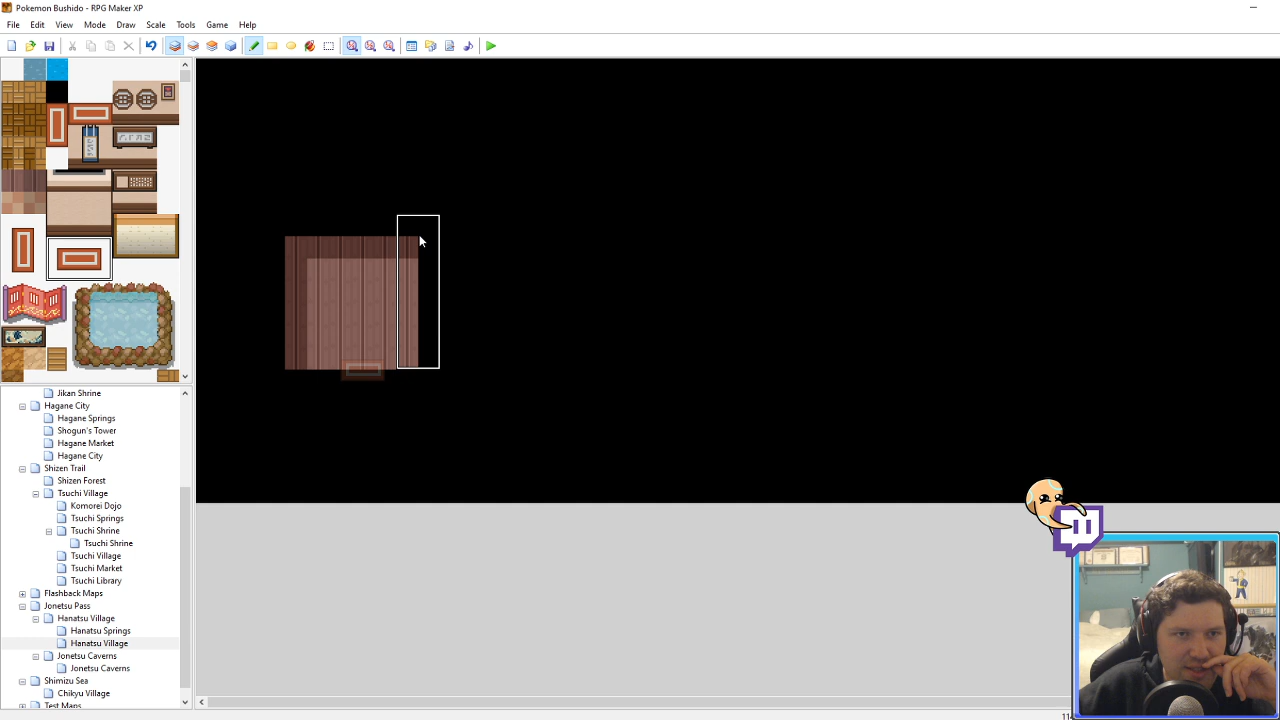 Pokemon Bushido - RPG Maker XP
File Edit View Mode Draw Scale Tools Game Help
Jikan Shrine
Hagane City
Hagane Springs
Shogun's Tower
Hagane Market
Hagane City
Shizen Trail
Shizen Forest
Tsuchi Village
Komorei Dojo
Tsuchi Springs
Tsuchi Shrine
Tsuchi Shrine
Tsuchi Village
Tsuchi Market
Tsuchi Library
Flashback Maps
Jonetsu Pass
Hanatsu Village
Hanatsu Springs
Hanatsu Village
Jonetsu Caverns
Jonetsu Caverns
Shimizu Sea
Chikyu Village
Test Maps